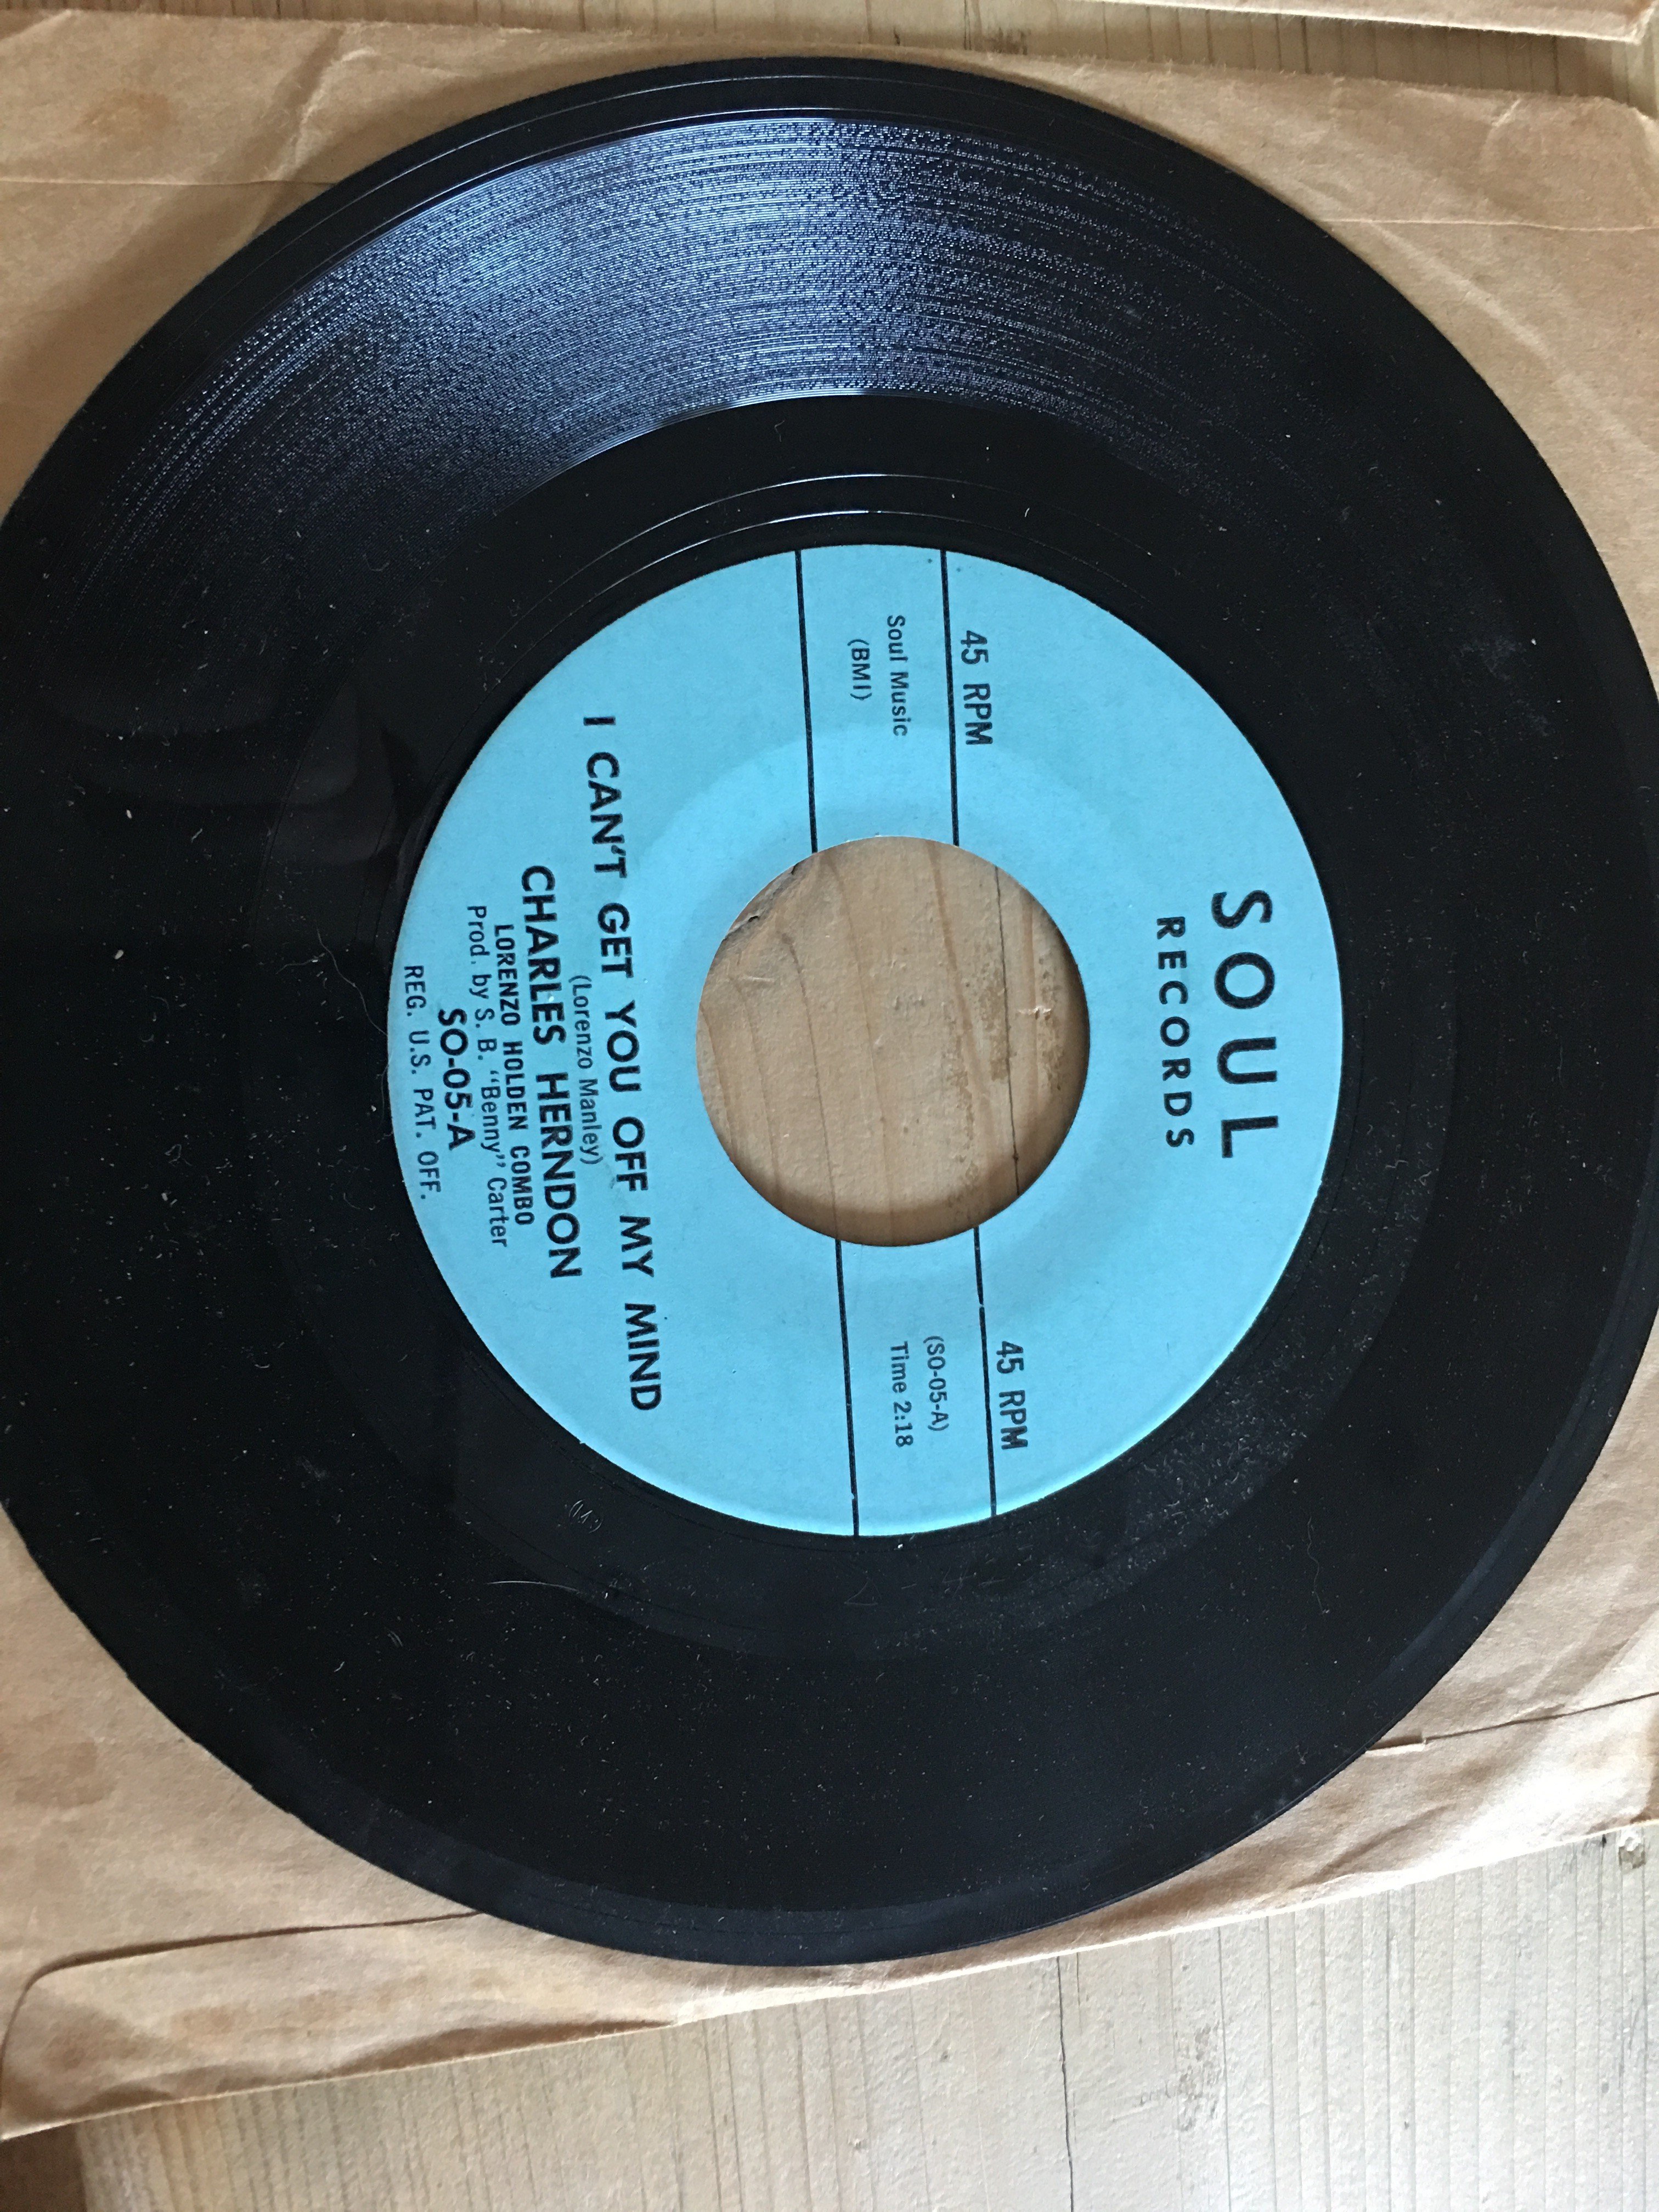 SOUL
RECORDS
45 RPM
45 RPM
Soul Music
(BMI)
(SO-05-A)
Time 2:18
I CAN'T GET YOU OFF MY MIND
(Lorenzo Manley)
CHARLES HERNDON
LORENZO HOLDEN COMBO
Prod. by S. B. "Benny" Carter
SO-05-A
REG. U.S. PAT. OFF.